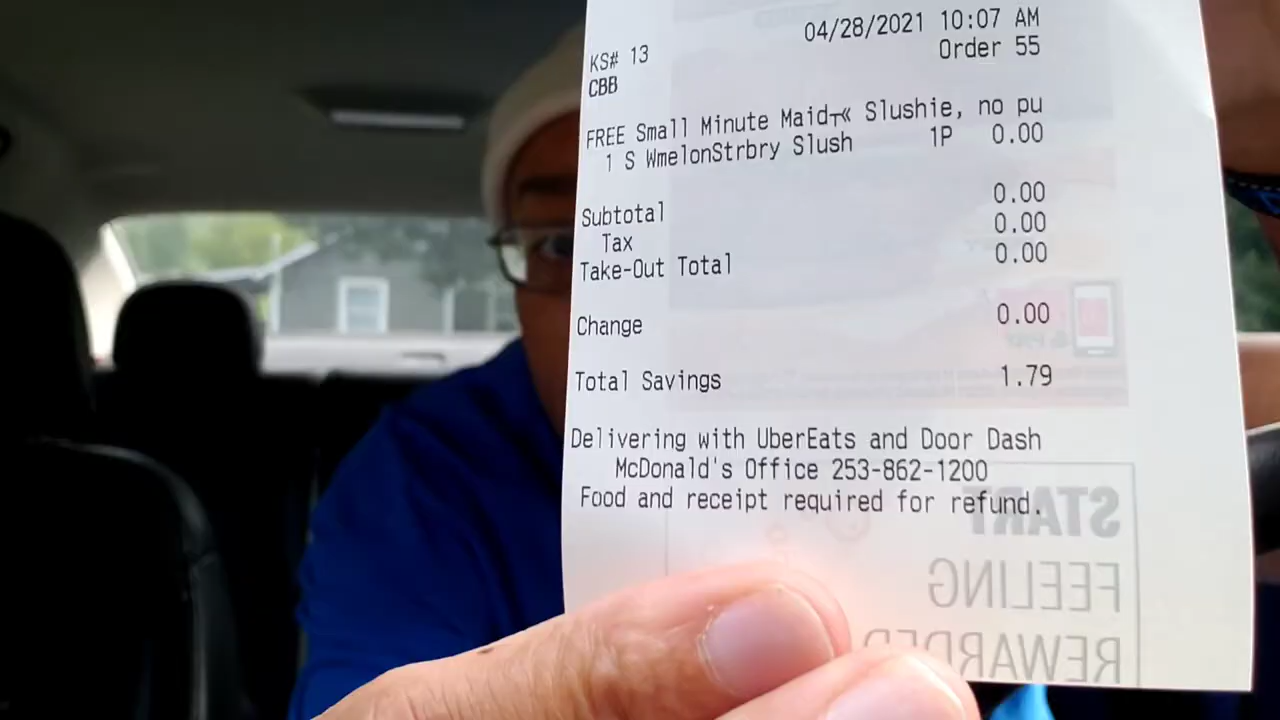 04/28/2021 10:07 AM
KS# 13 Order 55
CBB
FREE Small Minute Maid┬« Slushie, no pu
1 S WmelonStrbry Slush 1P 0.00
0.00
Subtotal 0.00
Tax 0.00
Take-Out Total
Change 0.00
Total Savings 1.79
Delivering with UberEats and Door Dash
McDonald's Office 253-862-1200
Food and receipt required for refund.
START
FEELING
REWARDED